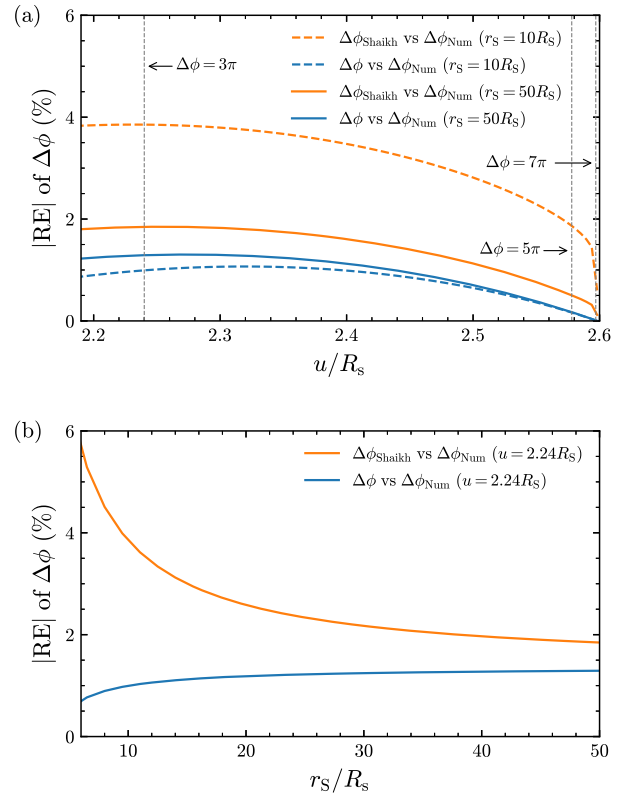 (a)
Δϕ_Shaikh vs Δϕ_Num (r_S = 10R_S)
Δϕ vs Δϕ_Num (r_S = 10R_S)
Δϕ_Shaikh vs Δϕ_Num (r_S = 50R_S)
Δϕ vs Δϕ_Num (r_S = 50R_S)
Δϕ = 3π
Δϕ = 7π
Δϕ = 5π
|RE| of Δϕ (%)
6
4
2
0
2.2 2.3 2.4 2.5 2.6
u/R_s
(b)
Δϕ_Shaikh vs Δϕ_Num (u = 2.24R_S)
Δϕ vs Δϕ_Num (u = 2.24R_S)
|RE| of Δϕ (%)
6
4
2
0
10 20 30 40 50
r_S/R_s